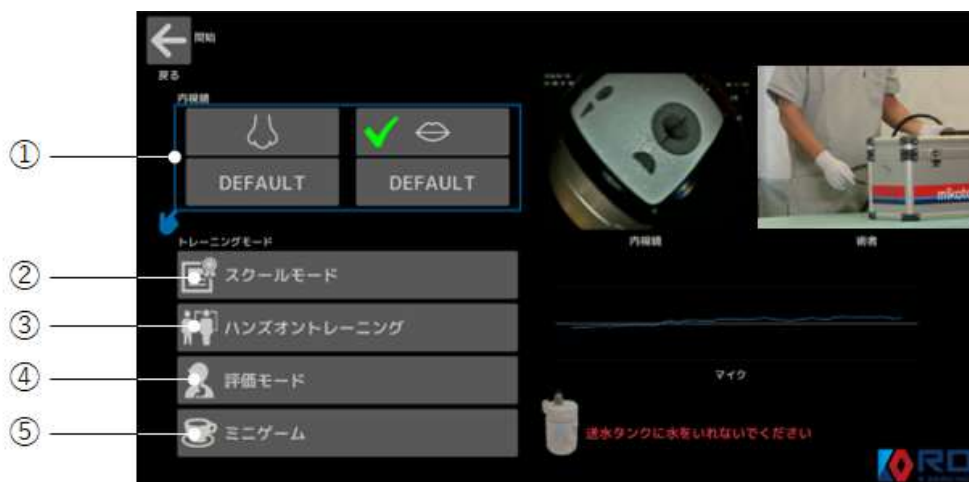 開始
戻る
内視鏡
DEFAULT DEFAULT
トレーニングモード
① 
② スクールモード
③ ハンズオントレーニング
④ 評価モード
⑤ ミニゲーム
内視鏡
術者
mikoto
マイク
送水タンクに水をいれないでください
RD